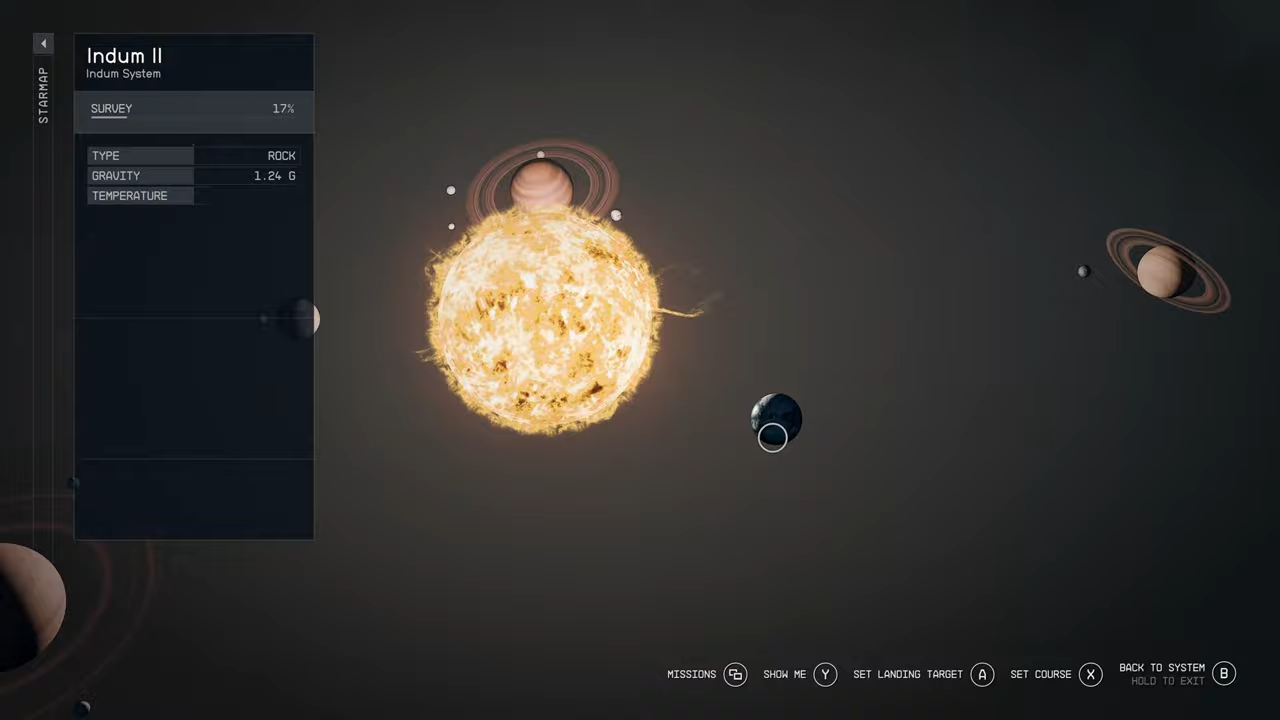 STARMAP
Indum II
Indum System
SURVEY 17%
TYPE ROCK
GRAVITY 1.24 G
TEMPERATURE
MISSIONS SHOW ME Y SET LANDING TARGET A SET COURSE X BACK TO SYSTEM B
HOLD TO EXIT